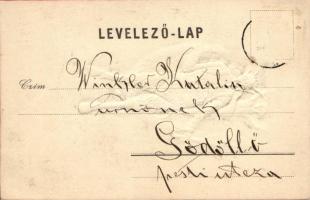 LEVELEZŐ-LAP
Czim Winkler Katalin
úrnőnek
Gödöllő
pesti utcza